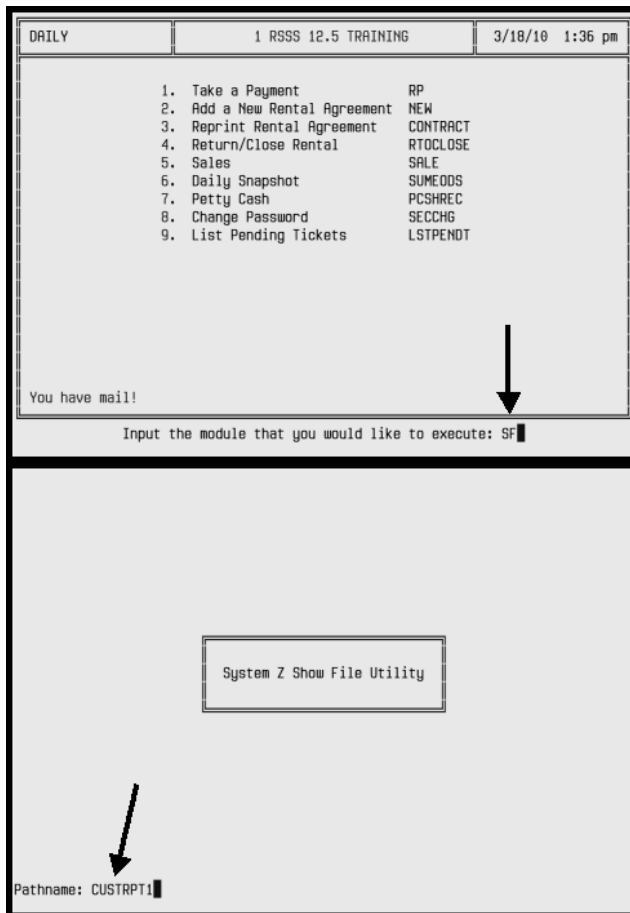 DAILY 1 RSSS 12.5 TRAINING 3/18/10 1:36 pm
1. Take a Payment RP
2. Add a New Rental Agreement NEW
3. Reprint Rental Agreement CONTRACT
4. Return/Close Rental RTOCLOSE
5. Sales SALE
6. Daily Snapshot SUMEODS
7. Petty Cash PCSHREC
8. Change Password SECCHG
9. List Pending Tickets LSTPENDT
You have mail!
Input the module that you would like to execute: SF
System Z Show File Utility
Pathname: CUSTRPT1